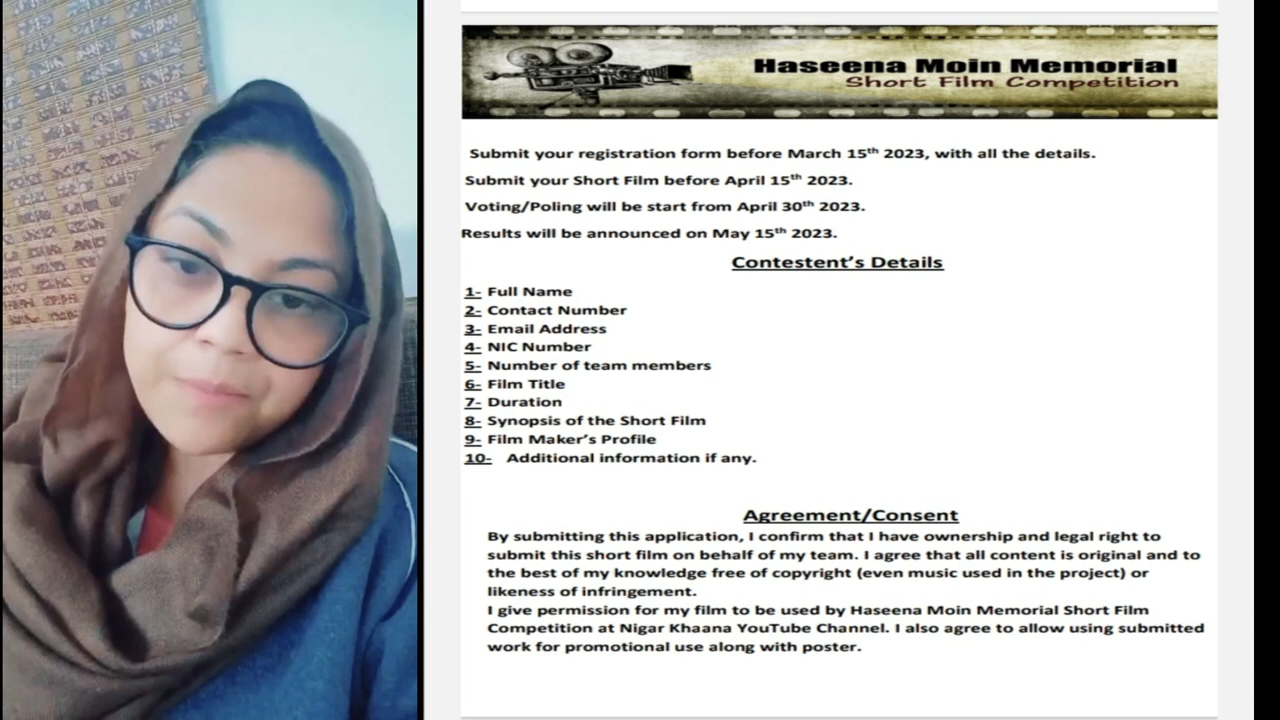 Haseena Moin Memorial
Short Film Competition
Submit your registration form before March 15th 2023, with all the details.
Submit your Short Film before April 15th 2023.
Voting/Poling will be start from April 30th 2023.
Results will be announced on May 15th 2023.
Contestent's Details
1- Full Name
2- Contact Number
3- Email Address
4- NIC Number
5- Number of team members
6- Film Title
7- Duration
8- Synopsis of the Short Film
9- Film Maker's Profile
10- Additional information if any.
Agreement/Consent
By submitting this application, I confirm that I have ownership and legal right to
submit this short film on behalf of my team. I agree that all content is original and to
the best of my knowledge free of copyright (even music used in the project) or
likeness of infringement.
I give permission for my film to be used by Haseena Moin Memorial Short Film
Competition at Nigar Khaana YouTube Channel. I also agree to allow using submitted
work for promotional use along with poster.